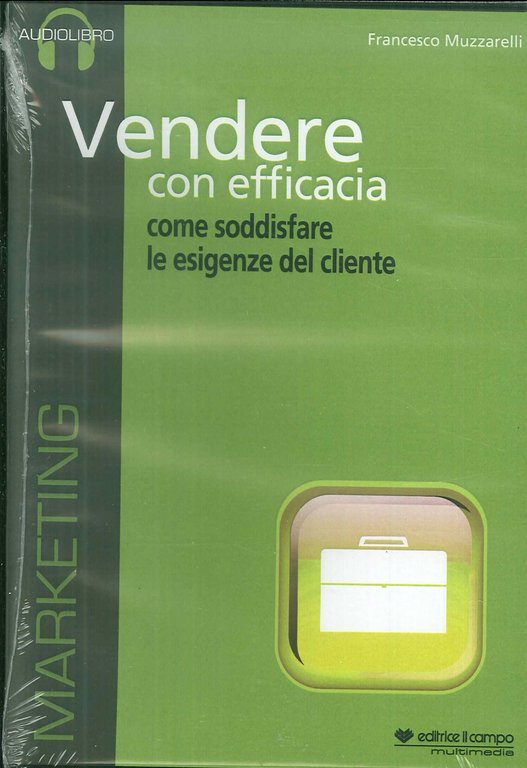 AUDIOLIBRO
Francesco Muzzarelli
Vendere
con efficacia
come soddisfare
le esigenze del cliente
MARKETING
editrice il campo
multimedia